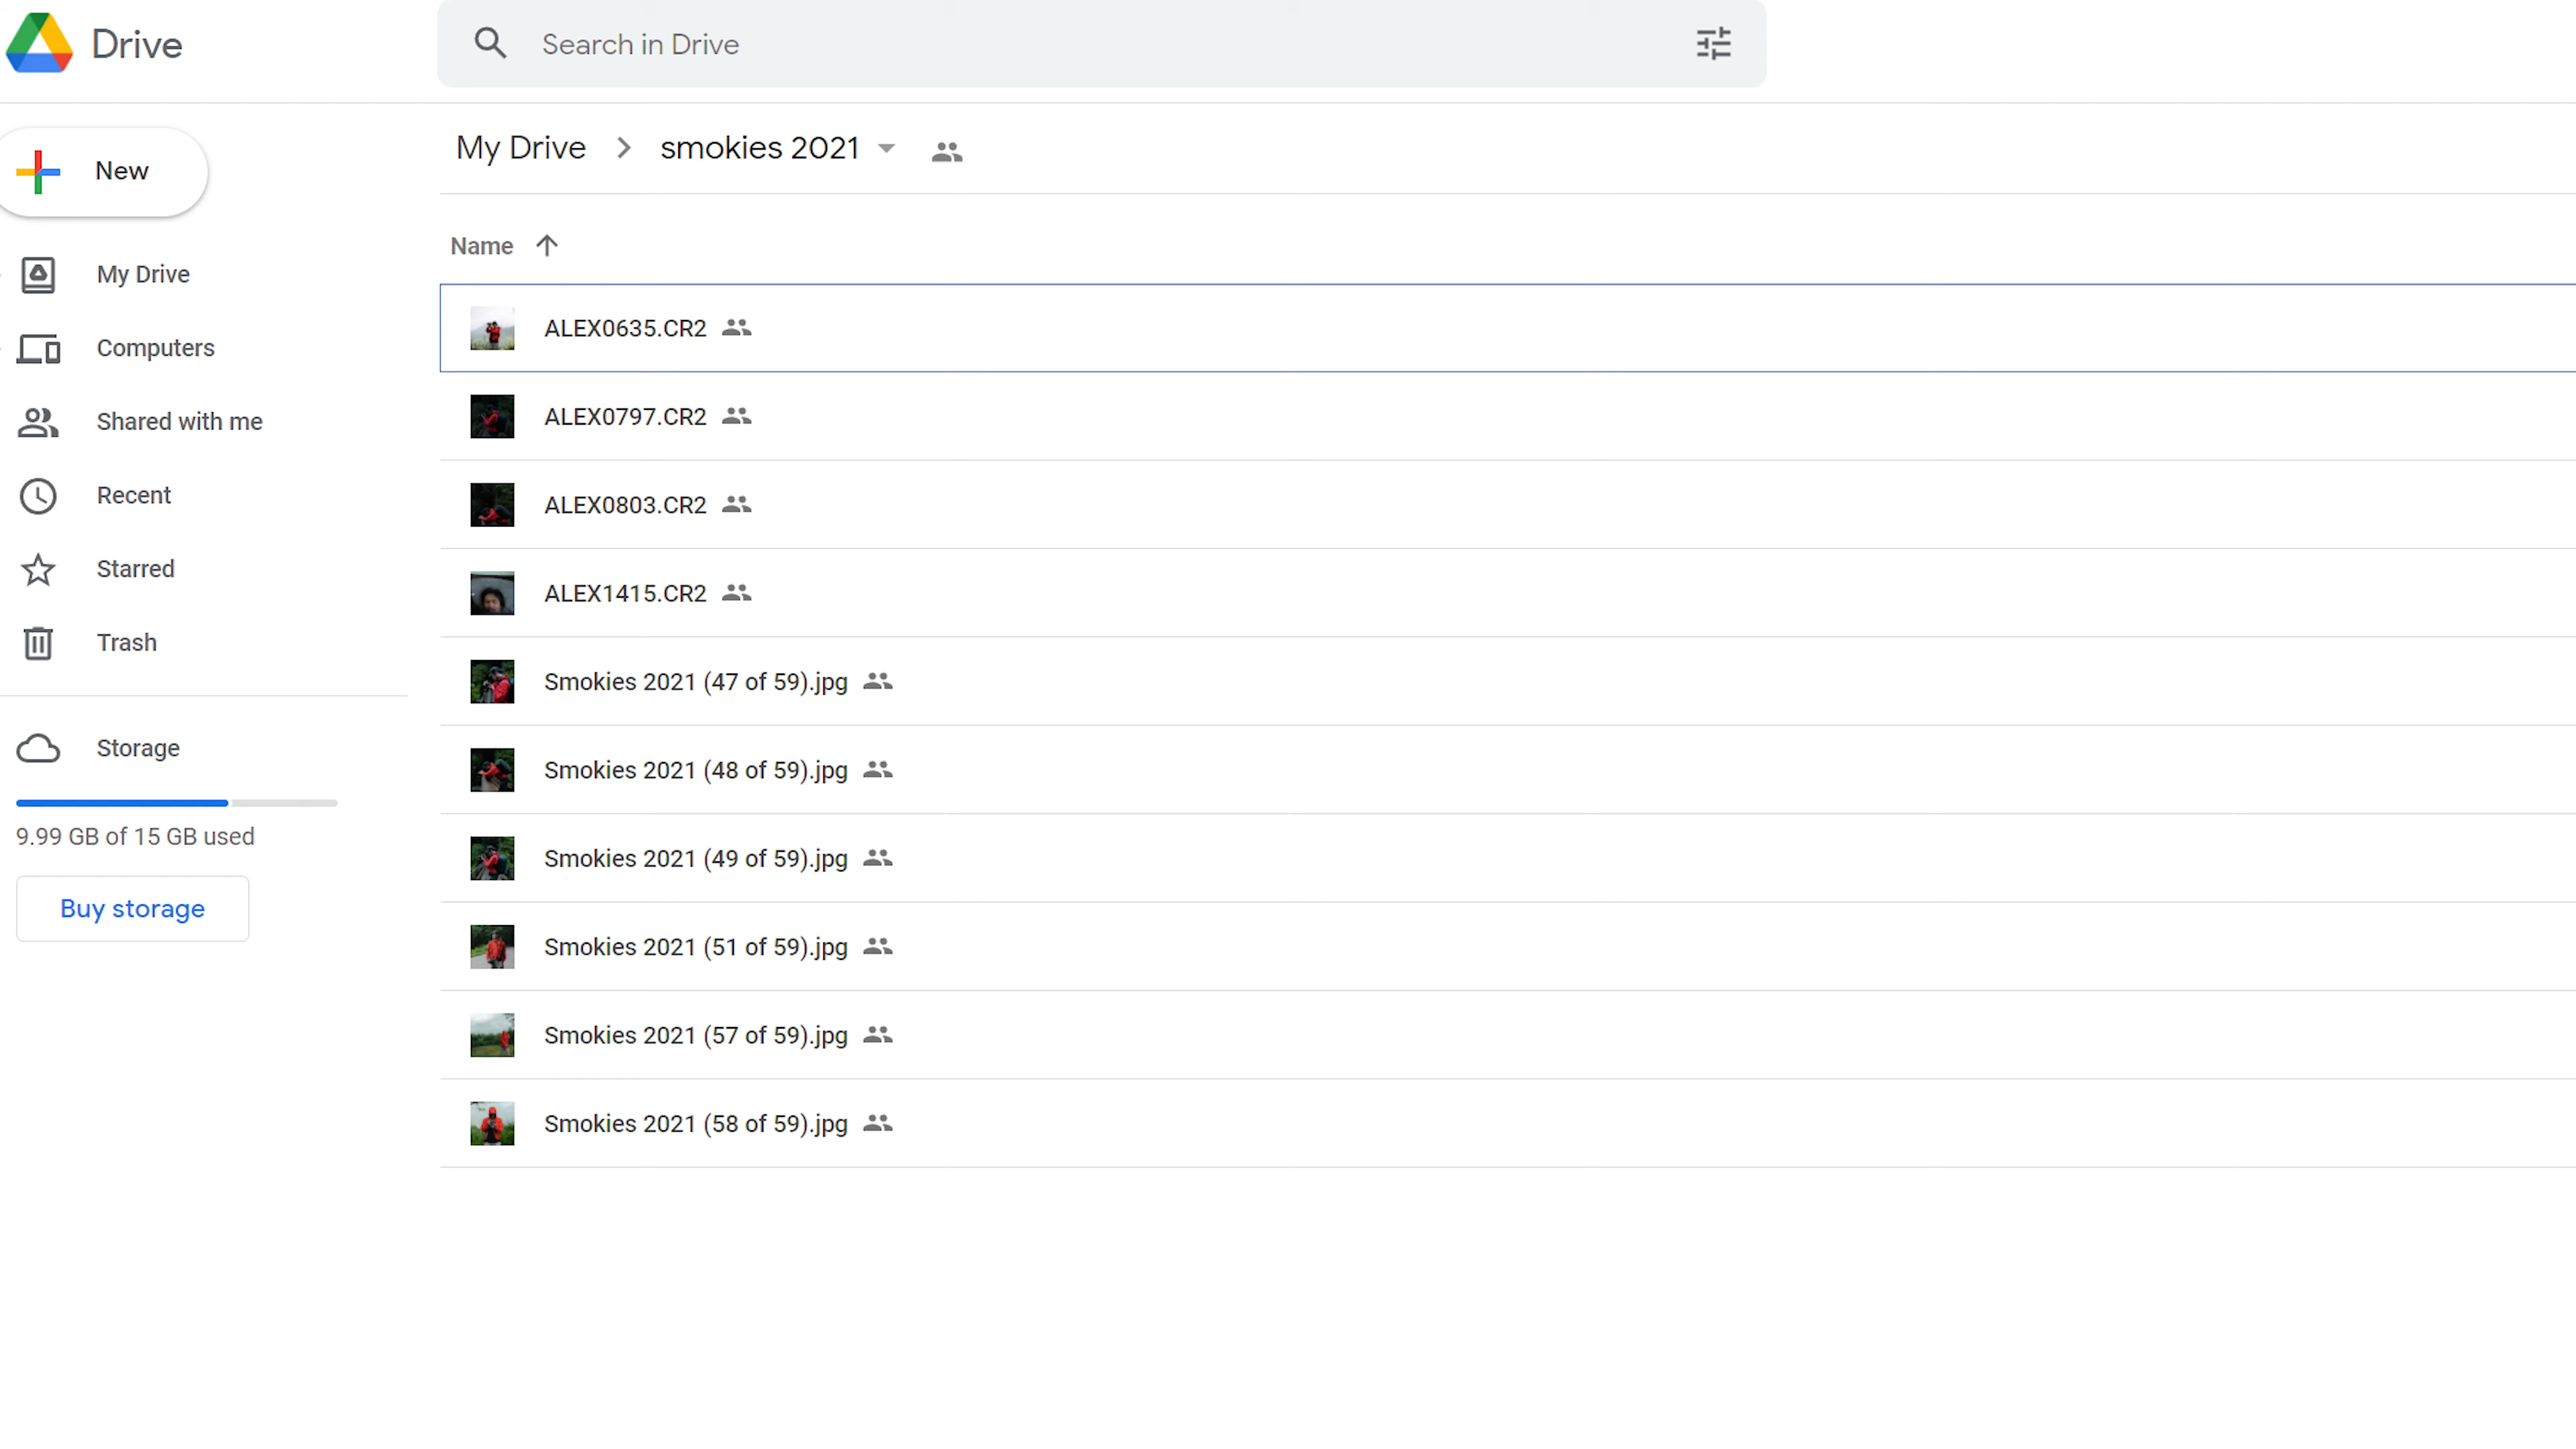 Drive
Search in Drive
New
My Drive
Computers
Shared with me
Recent
Starred
Trash
Storage
9.99 GB of 15 GB used
Buy storage
My Drive
smokies 2021
Name
ALEX0635.CR2
ALEX0797.CR2
ALEX0803.CR2
ALEX1415.CR2
Smokies 2021 (47 of 59).jpg
Smokies 2021 (48 of 59).jpg
Smokies 2021 (49 of 59).jpg
Smokies 2021 (51 of 59).jpg
Smokies 2021 (57 of 59).jpg
Smokies 2021 (58 of 59).jpg